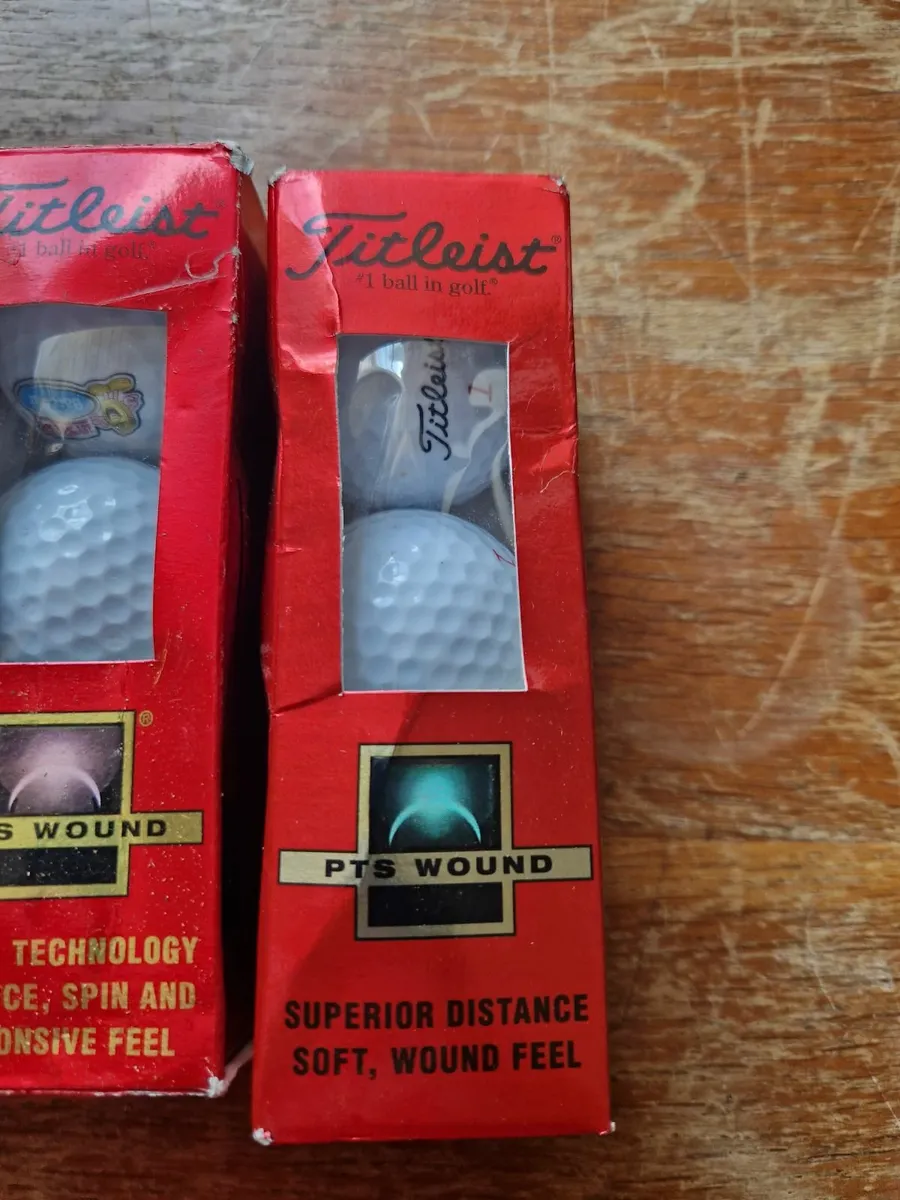 Titleist
#1 ball in golf.®
S WOUND ®
TECHNOLOGY
CE, SPIN AND
ONSIVE FEEL
Titleist®
#1 ball in golf.®
Titleist
1
1
PTS WOUND
SUPERIOR DISTANCE
SOFT, WOUND FEEL